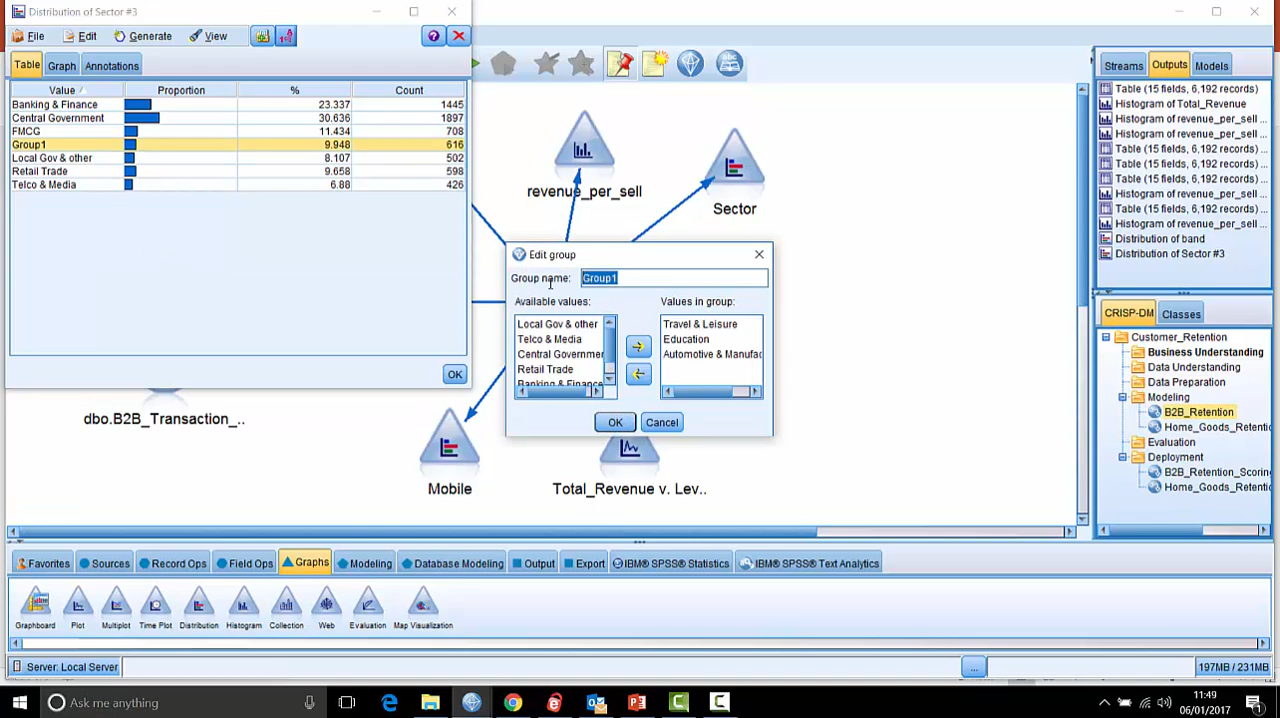 Distribution of Sector #3
File Edit Generate View
Table Graph Annotations
Value Proportion % Count
Banking & Finance 23.337 1445
Central Government 30.636 1897
FMCG 11.434 708
Group1 9.948 616
Local Gov & other 8.107 502
Retail Trade 9.658 598
Telco & Media 6.88 426
OK
revenue_per_sell
Sector
dbo.B2B_Transaction_..
Mobile
Total_Revenue v. Lev..
Edit group
Group name: Group1
Available values: Values in group:
Local Gov & other
Telco & Media
Central Governmer
Retail Trade
Banking & Finance
Travel & Leisure
Education
Automotive & Manufac
OK Cancel
Streams Outputs Models
Table (15 fields, 6,192 records)
Histogram of Total_Revenue
Histogram of revenue_per_sell ...
Histogram of revenue_per_sell ...
Table (15 fields, 6,192 records) ...
Table (15 fields, 6,192 records) ...
Table (15 fields, 6,192 records) ...
Histogram of revenue_per_sell ...
Table (15 fields, 6,192 records) ...
Histogram of revenue_per_sell ...
Distribution of band
Distribution of Sector #3
CRISP-DM Classes
Customer_Retention
Business Understanding
Data Understanding
Data Preparation
Modeling
B2B_Retention
Home_Goods_Retentio
Evaluation
Deployment
B2B_Retention_Scorin
Home_Goods_Retentio
Favorites Sources Record Ops Field Ops Graphs Modeling Database Modeling Output Export IBM® SPSS® Statistics IBM® SPSS® Text Analytics
Graphboard Plot Multiplot Time Plot Distribution Histogram Collection Web Evaluation Map Visualization
Server: Local Server
...
197MB / 231MB
Ask me anything
11:49
06/01/2017